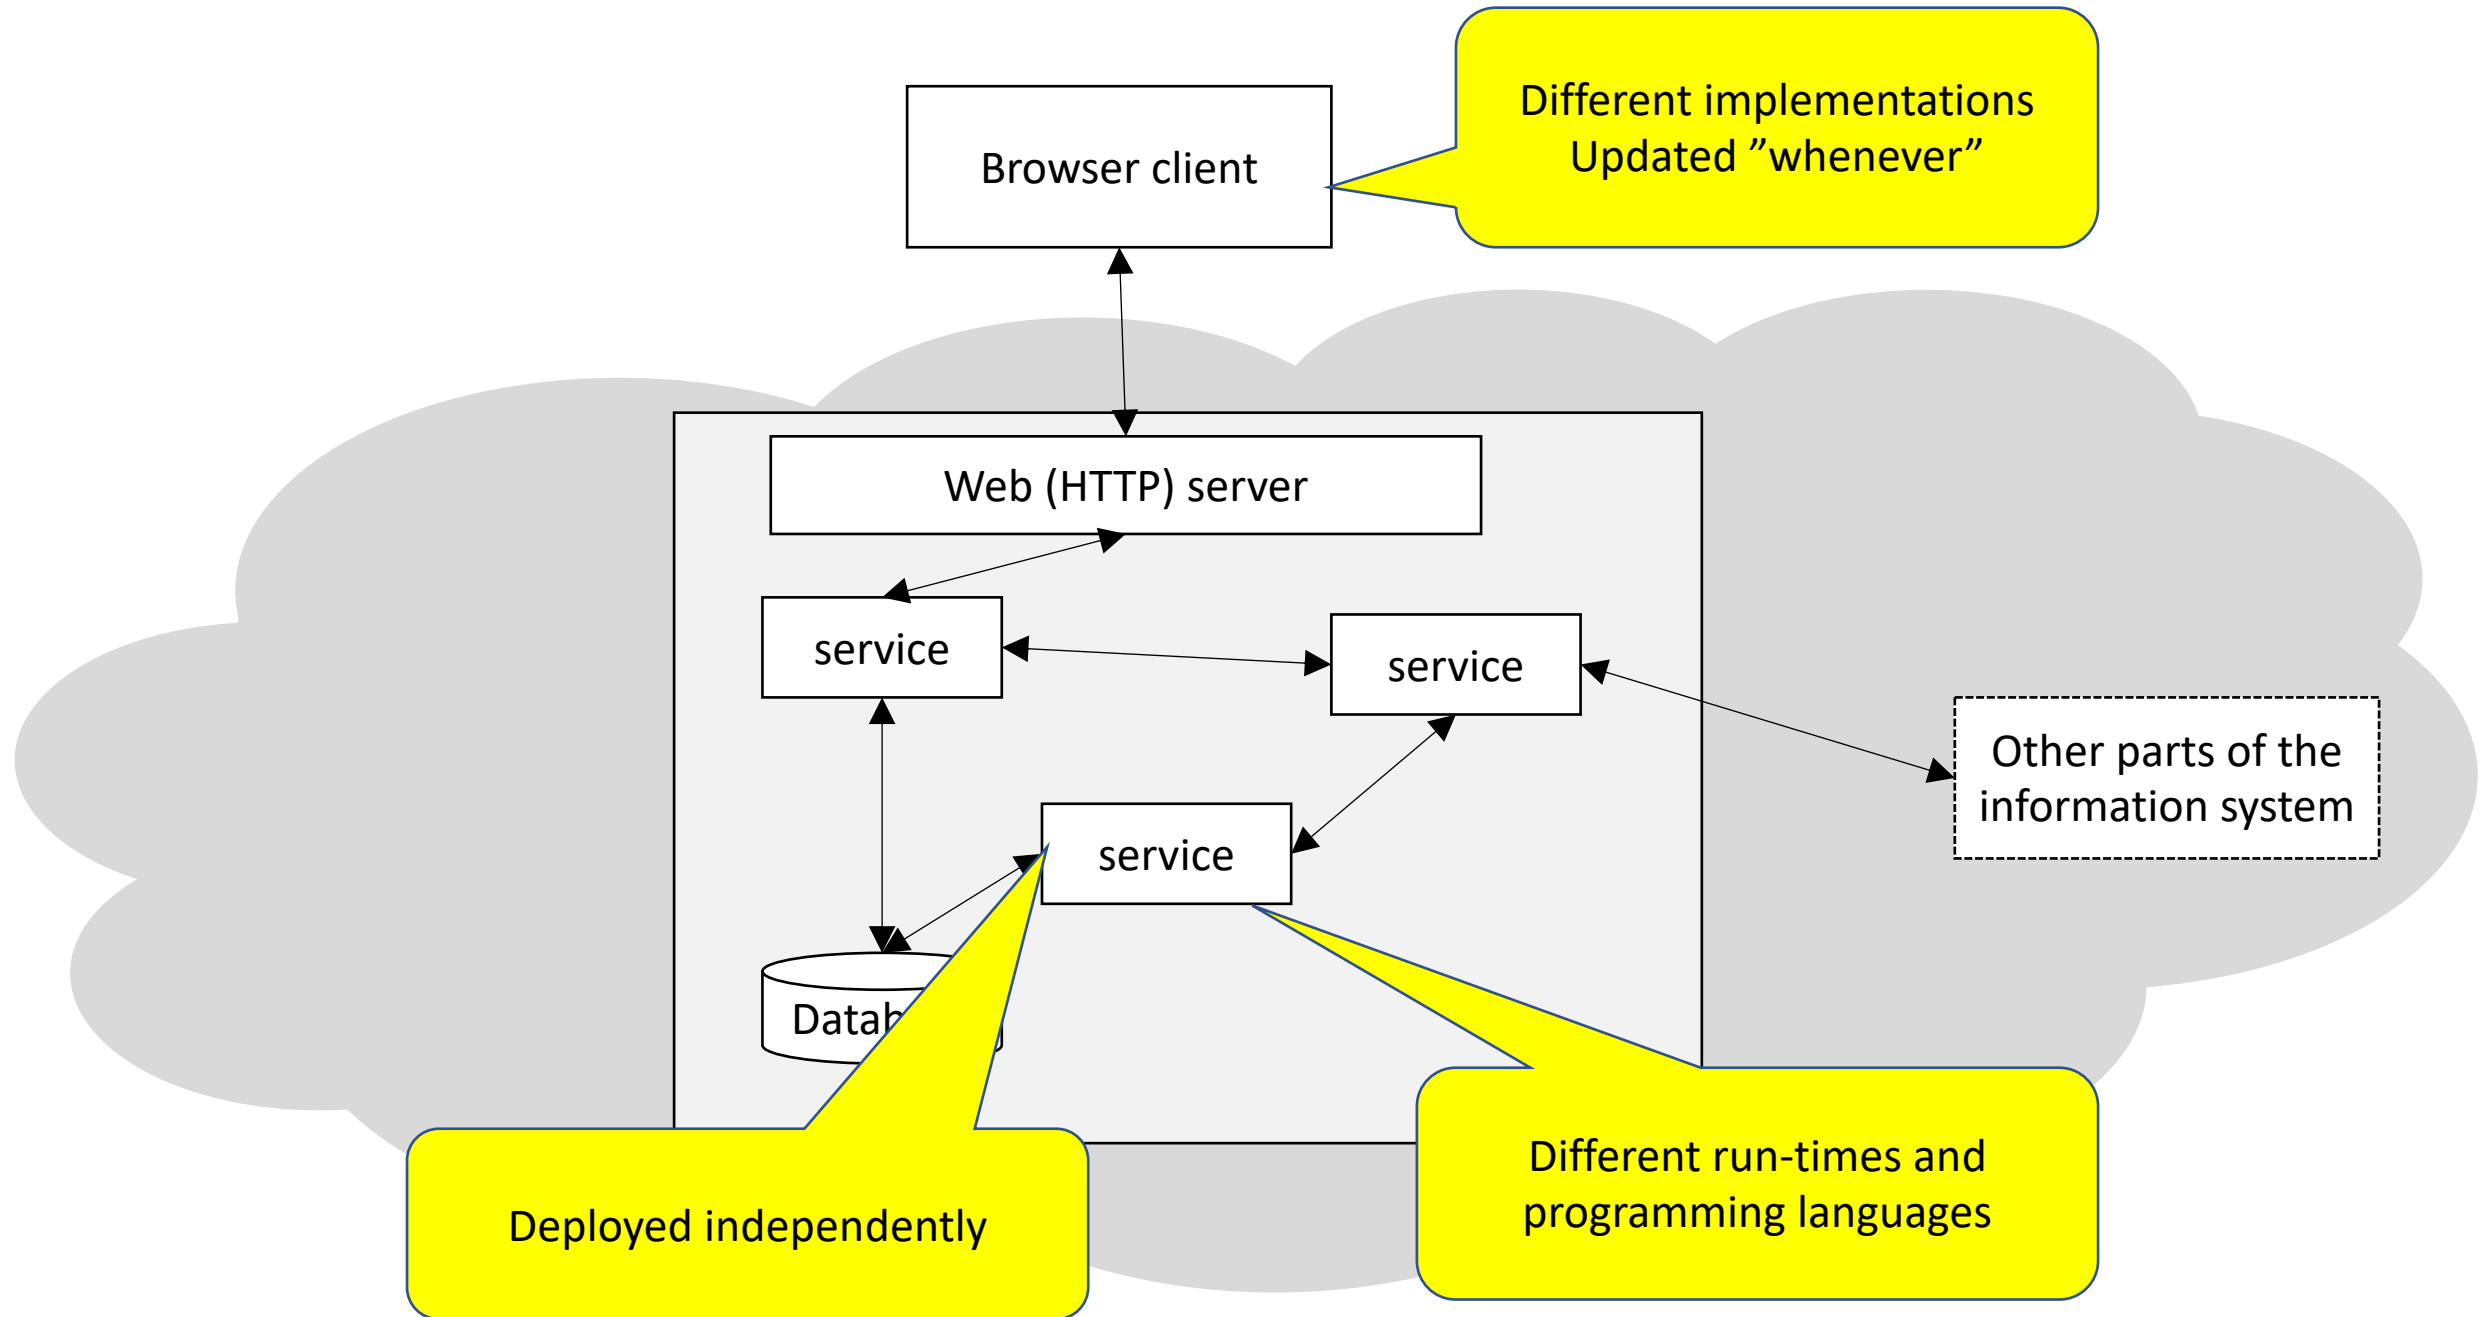 Different implementations
Updated ”whenever”
Browser client
Web (HTTP) server
service
service
Other parts of the
information system
service
Different run-times and
programming languages
Deployed independently